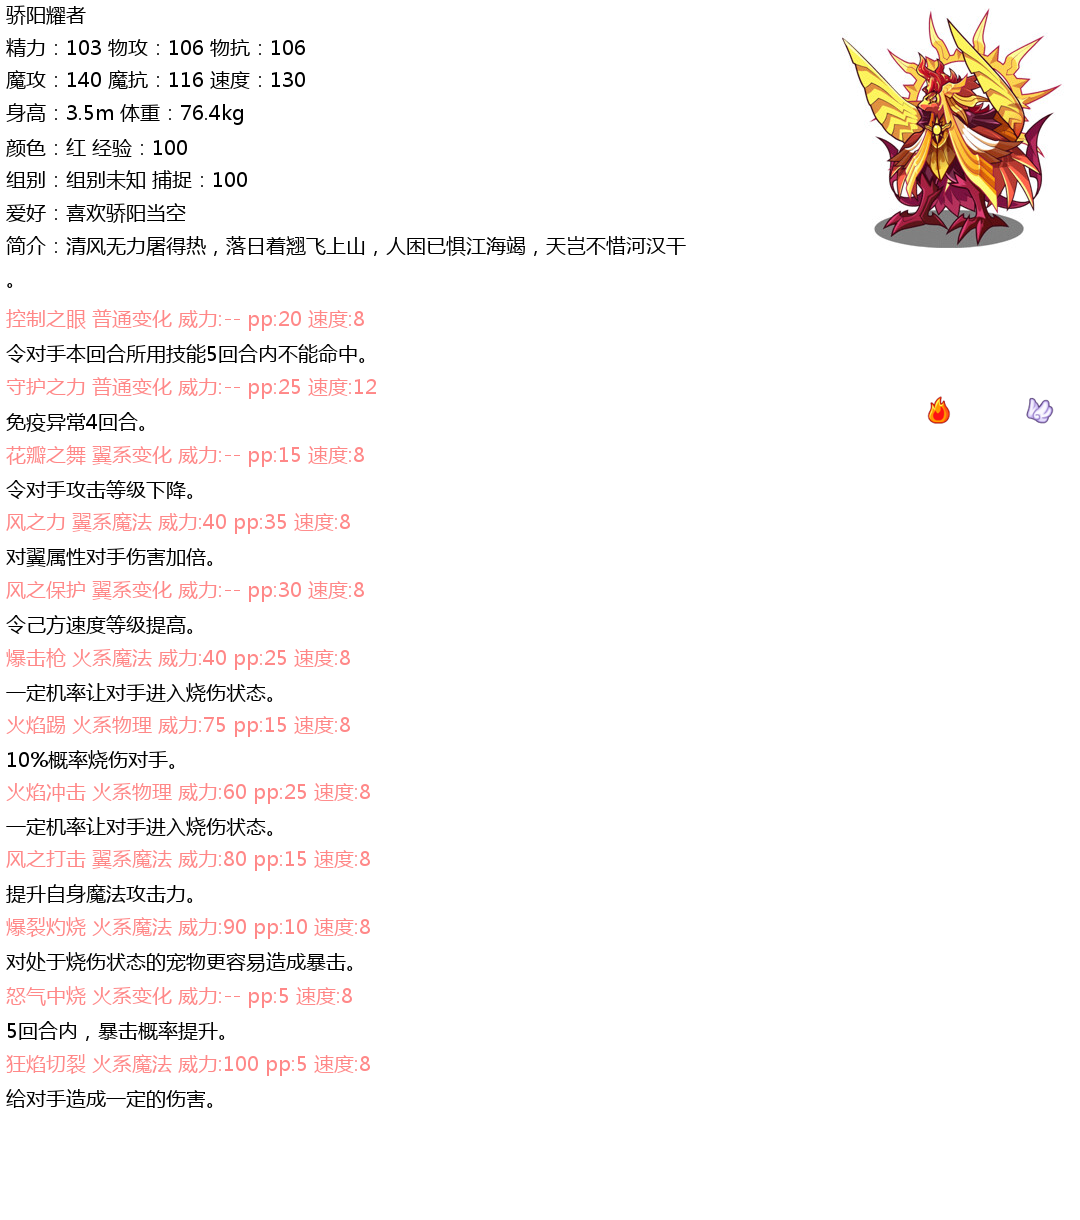 骄阳耀者
精力：103 物攻：106 物抗：106
魔攻：140 魔抗：116 速度：130
身高：3.5m 体重：76.4kg
颜色：红 经验：100
组别：组别未知 捕捉：100
爱好：喜欢骄阳当空
简介：清风无力屠得热，落日着翅飞上山，人困已惧江海竭，天岂不惜河汉干
。
控制之眼 普通变化 威力:-- pp:20 速度:8
令对手本回合所用技能5回合内不能命中。
守护之力 普通变化 威力:-- pp:25 速度:12
免疫异常4回合。
花瓣之舞 翼系变化 威力:-- pp:15 速度:8
令对手攻击等级下降。
风之力 翼系魔法 威力:40 pp:35 速度:8
对翼属性对手伤害加倍。
风之保护 翼系变化 威力:-- pp:30 速度:8
令己方速度等级提高。
爆击枪 火系魔法 威力:40 pp:25 速度:8
一定机率让对手进入烧伤状态。
火焰踢 火系物理 威力:75 pp:15 速度:8
10%概率烧伤对手。
火焰冲击 火系物理 威力:60 pp:25 速度:8
一定机率让对手进入烧伤状态。
风之打击 翼系魔法 威力:80 pp:15 速度:8
提升自身魔法攻击力。
爆裂灼烧 火系魔法 威力:90 pp:10 速度:8
对处于烧伤状态的宠物更容易造成暴击。
怒气中烧 火系变化 威力:-- pp:5 速度:8
5回合内，暴击概率提升。
狂焰切裂 火系魔法 威力:100 pp:5 速度:8
给对手造成一定的伤害。